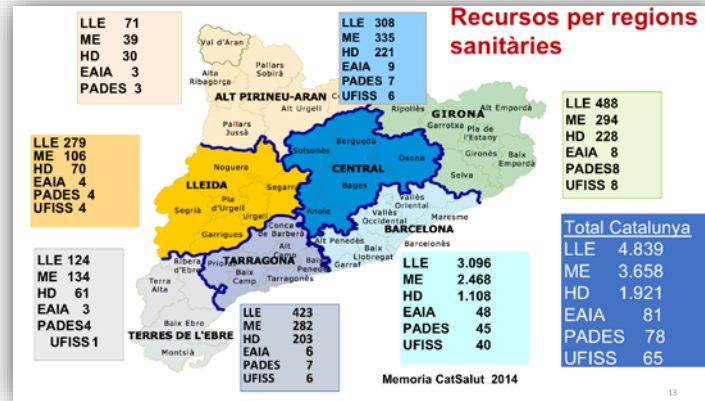 Recursos per regions
sanitàries
LLE 71
ME 39
HD 30
EAIA 3
PADES 3
LLE 308
ME 335
HD 221
EAIA 9
PADES 7
UFISS 6
LLE 488
ME 294
HD 228
EAIA 8
PADES8
UFISS 8
LLE 279
ME 106
HD 70
EAIA 4
PADES 4
UFISS 4
LLE 124
ME 134
HD 61
EAIA 3
PADES4
UFISS 1
LLE 423
ME 282
HD 203
EAIA 6
PADES 7
UFISS 6
LLE 3.096
ME 2.468
HD 1.108
EAIA 48
PADES 45
UFISS 40
Total Catalunya
LLE 4.839
ME 3.658
HD 1.921
EAIA 81
PADES 78
UFISS 65
Val d'Aran
Alta
Ribagorça
Pallars
Sobirà
ALT PIRINEU-ARAN
Alt Urgell
Pallars
Jussà
GIRONA
Ripollès
Alt Empordà
Garrotxa
Pla de
l'Estany
Gironès
Baix
Empordà
Selva
CENTRAL
Berguedà
Solsonès
Osona
Bages
Anoia
LLEIDA
Noguera
Segarra
Segrià
Pla
d'Urgell
Urgell
Garrigues
BARCELONA
Vallès
Oriental
Vallès
Occidental
Maresme
Barcelonès
Alt Penedès
Baix
Llobregat
Garraf
TARRAGONA
Conca
de Barberà
Alt
Camp
Priorat
Baix
Camp
Tarragonès
Baix
Penedès
TERRES DE L'EBRE
Ribera
d'Ebre
Terra
Alta
Baix Ebre
Montsià
Memoria CatSalut 2014
13